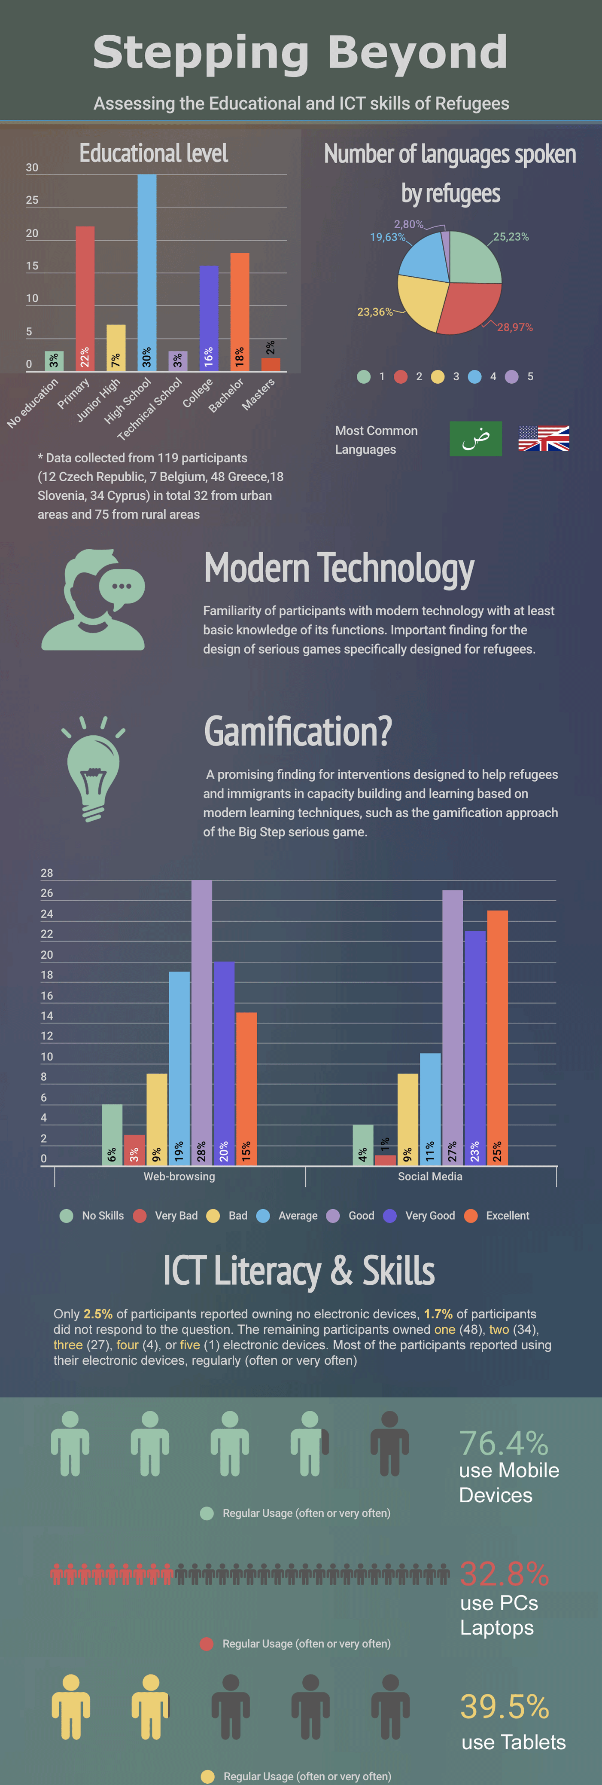 Stepping Beyond
Assessing the Educational and ICT skills of Refugees
Educational level
30
25
20
15
10
5
0
3%
22%
7%
30%
3%
16%
18%
2%
No education
Primary
Junior High
High School
Technical School
College
Bachelor
Masters
* Data collected from 119 participants
(12 Czech Republic, 7 Belgium, 48 Greece,18
Slovenia, 34 Cyprus) in total 32 from urban
areas and 75 from rural areas
Number of languages spoken
by refugees
2,80%
19,63%
25,23%
23,36%
28,97%
1
2
3
4
5
Most Common
Languages
ض
Modern Technology
Familiarity of participants with modern technology with at least
basic knowledge of its functions. Important finding for the
design of serious games specifically designed for refugees.
Gamification?
A promising finding for interventions designed to help refugees
and immigrants in capacity building and learning based on
modern learning techniques, such as the gamification approach
of the Big Step serious game.
28
26
24
22
20
18
16
14
12
10
8
6
4
2
0
6%
3%
9%
19%
28%
20%
15%
4%
1%
9%
11%
27%
23%
25%
Web-browsing
Social Media
No Skills
Very Bad
Bad
Average
Good
Very Good
Excellent
ICT Literacy & Skills
Only 2.5% of participants reported owning no electronic devices, 1.7% of participants
did not respond to the question. The remaining participants owned one (48), two (34),
three (27), four (4), or five (1) electronic devices. Most of the participants reported using
their electronic devices, regularly (often or very often)
76.4%
use Mobile
Devices
Regular Usage (often or very often)
32.8%
use PCs
Laptops
Regular Usage (often or very often)
39.5%
use Tablets
Regular Usage (often or very often)